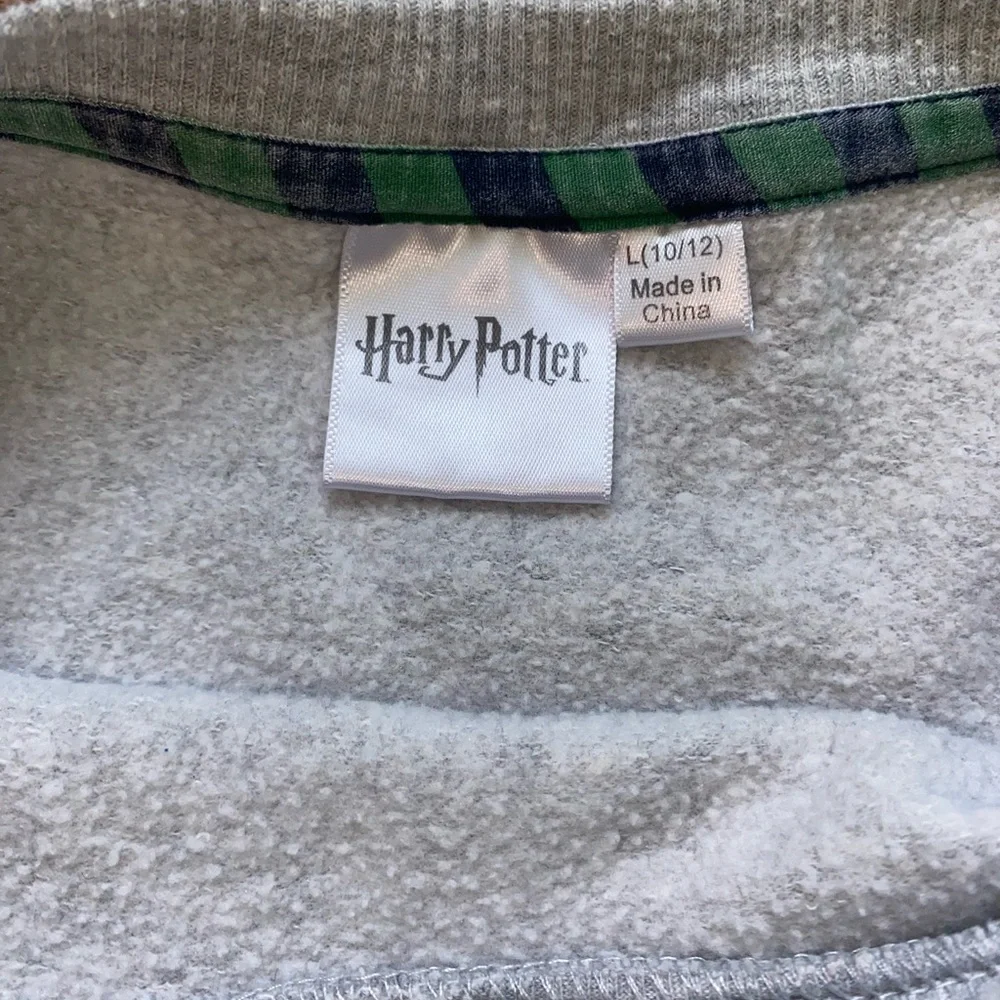 Harry Potter
L(10/12)
Made in
China